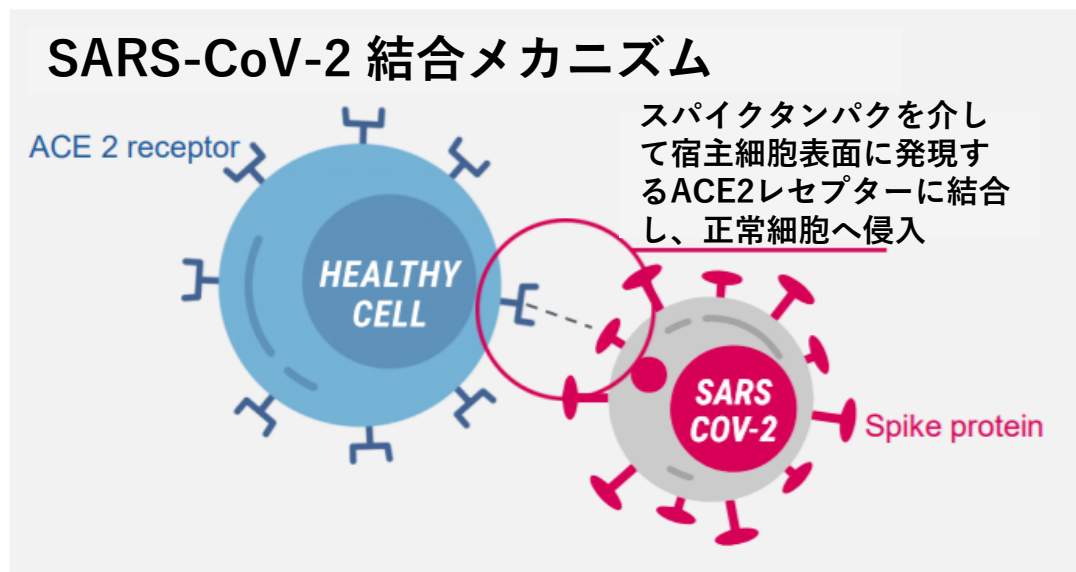 SARS-CoV-2 結合メカニズム
ACE 2 receptor
スパイクタンパクを介し
て宿主細胞表面に発現す
るACE2レセプターに結合
し、正常細胞へ侵入
HEALTHY
CELL
SARS
COV-2
Spike protein